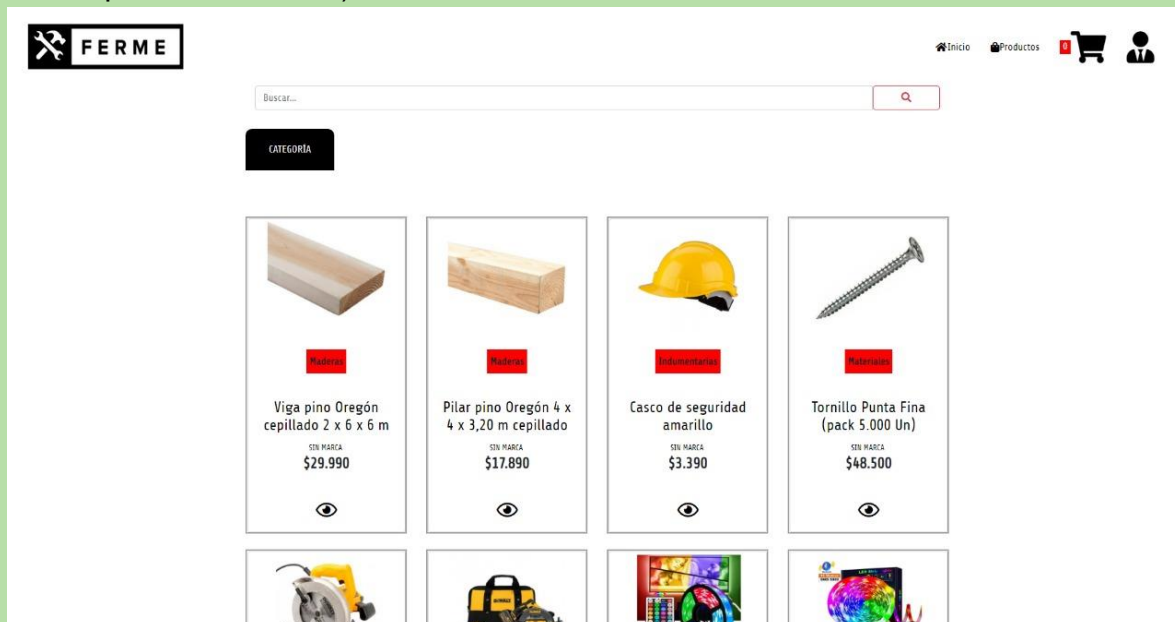 FERME
Inicio
Productos
0
Buscar...
CATEGORÍA
Maderas
Maderas
Indumentarias
Materiales
Viga pino Oregón
cepillado 2 x 6 x 6 m
Pilar pino Oregón 4 x
4 x 3,20 m cepillado
Casco de seguridad
amarillo
Tornillo Punta Fina
(pack 5.000 Un)
SIN MARCA
SIN MARCA
SIN MARCA
SIN MARCA
$29.990
$17.890
$3.390
$48.500
DEWALT